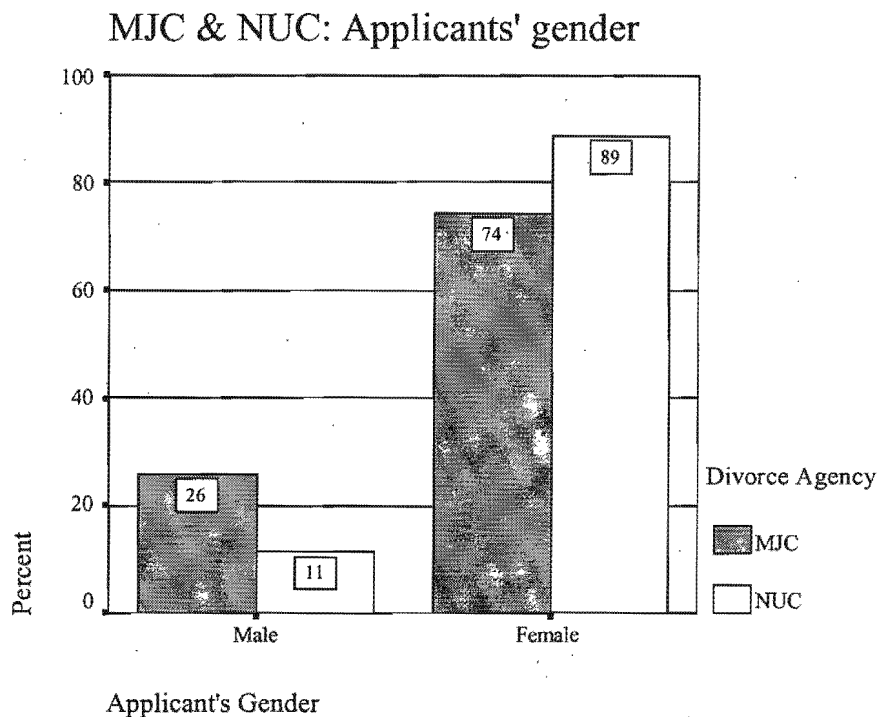 MJC & NUC: Applicants' gender
100
80
60
40
20
0
Percent
26
11
74
89
Male
Female
Applicant's Gender
Divorce Agency
MJC
NUC